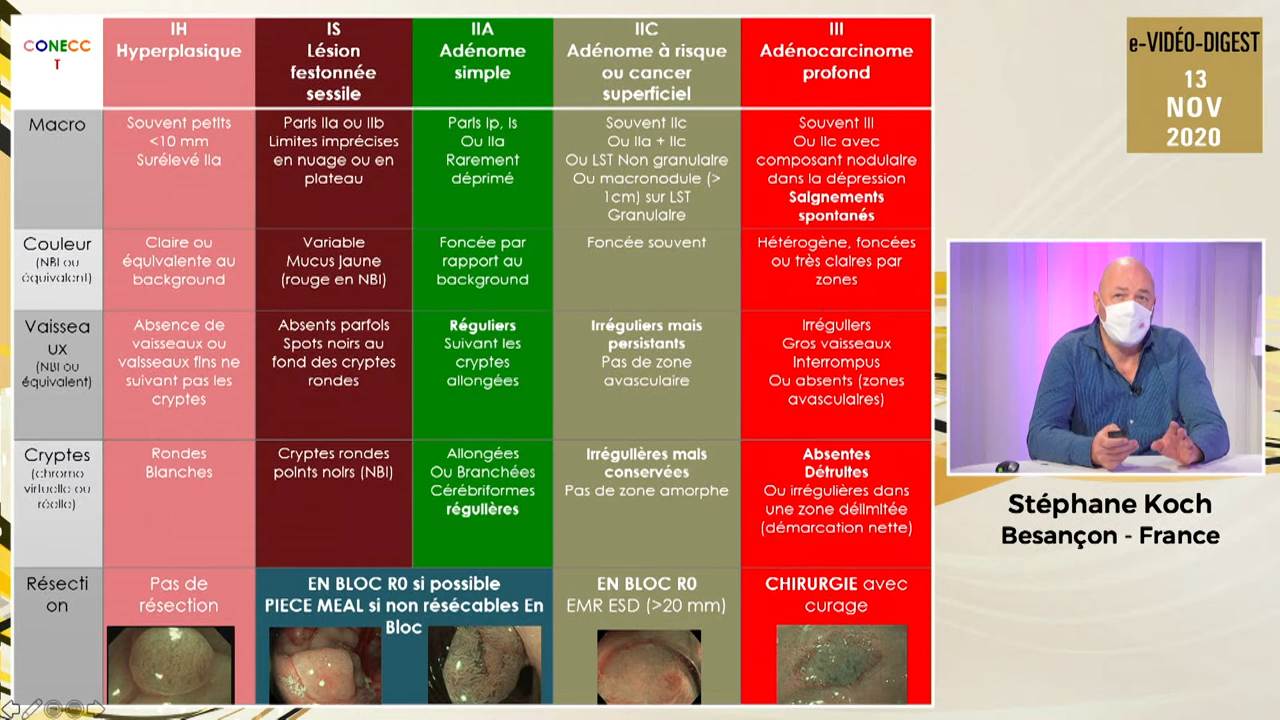 CONECC
T
IH
Hyperplasique
IS
Lésion
festonnée
sessile
IIA
Adénome
simple
IIC
Adénome à risque
ou cancer
superficiel
III
Adénocarcinome
profond
Macro
Souvent petits
<10 mm
Surélevé IIa
Paris IIa ou IIb
Limites imprécises
en nuage ou en
plateau
Paris Ip, Is
Ou IIa
Rarement
déprimé
Souvent IIc
Ou IIa + IIc
Ou LST Non granulaire
Ou macronodule (>
1cm) sur LST
Granulaire
Souvent III
Ou IIc avec
composant nodulaire
dans la dépression
Saignements
spontanés
Couleur
(NBI ou
équivalent)
Claire ou
équivalente au
background
Variable
Mucus jaune
(rouge en NBI)
Foncée par
rapport au
background
Foncée souvent
Hétérogène, foncées
ou très claires par
zones
Vaissea
ux
(NBI ou
équivalent)
Absence de
vaisseaux ou
vaisseaux fins ne
suivant pas les
cryptes
Absents parfois
Spots noirs au
fond des cryptes
rondes
Réguliers
Suivant les
cryptes
allongées
Irréguliers mais
persistants
Pas de zone
avasculaire
Irréguliers
Gros vaisseaux
Interrompus
Ou absents (zones
avasculaires)
Cryptes
(chromo
virtuelle ou
réelle)
Rondes
Blanches
Cryptes rondes
points noirs (NBI)
Allongées
Ou Branchées
Cérébriformes
régulières
Irrégulières mais
conservées
Pas de zone amorphe
Absentes
Détruites
Ou irrégulières dans
une zone délimitée
(démarcation nette)
Résecti
on
Pas de
résection
EN BLOC R0 si possible
PIECE MEAL si non résécables En
Bloc
EN BLOC R0
EMR ESD (>20 mm)
CHIRURGIE avec
curage
e-VIDÉO-DIGEST
13
NOV
2020
Stéphane Koch
Besançon - France